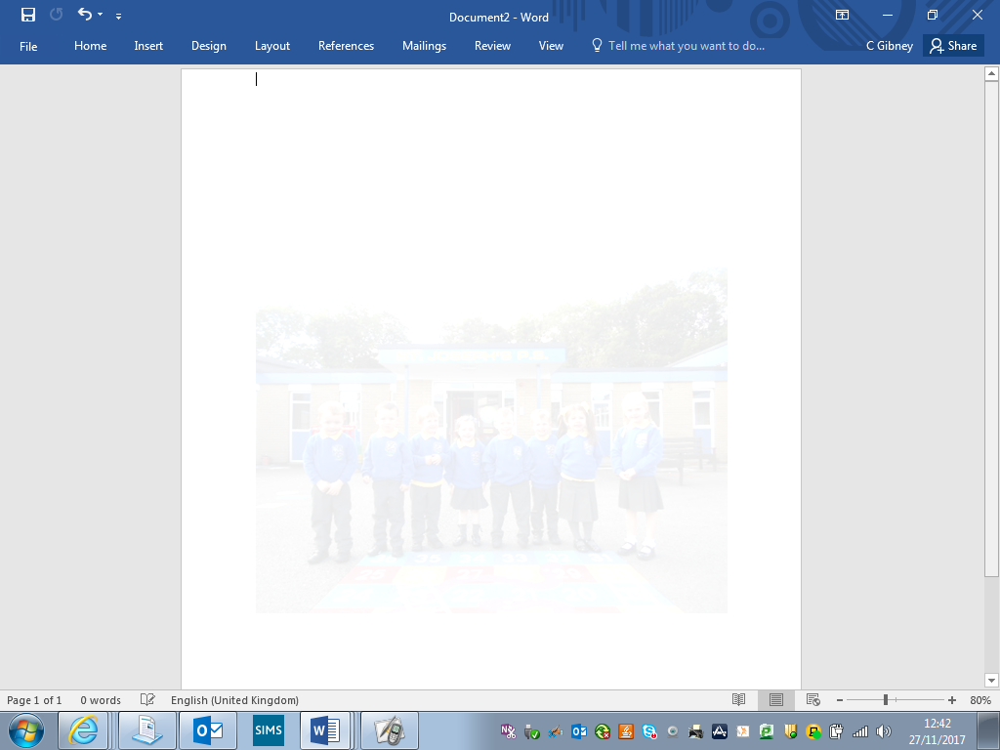 Document2 - Word
File Home Insert Design Layout References Mailings Review View Tell me what you want to do... C Gibney Share
Page 1 of 1 0 words English (United Kingdom) 80%
SIMS
12:42
27/11/2017